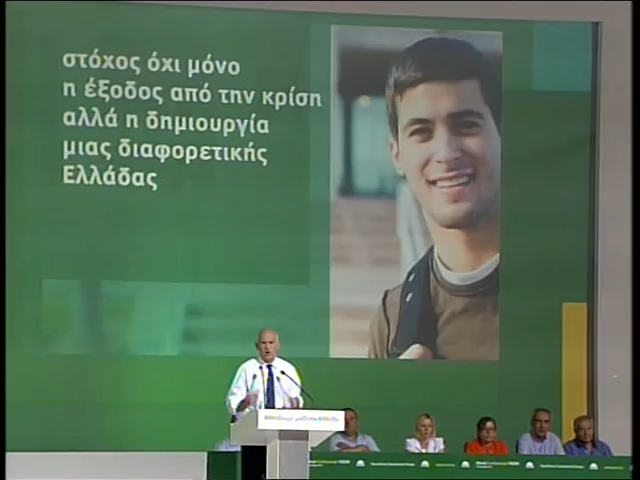 στόχος όχι μόνο
η έξοδος από την κρίση
αλλά η δημιουργία
μιας διαφορετικής
Ελλάδας